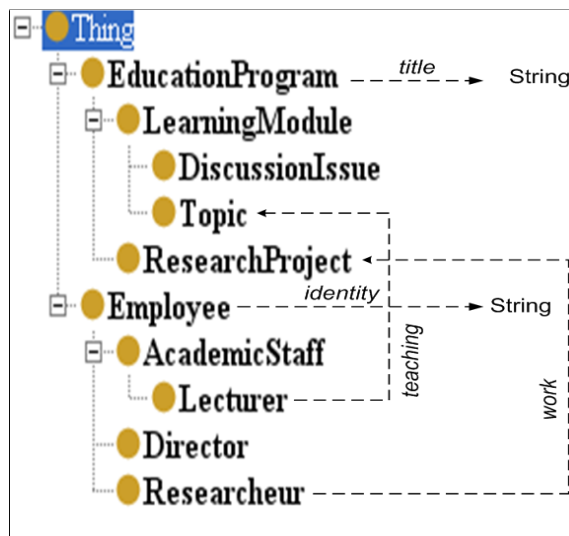 Thing
EducationProgram title String
LearningModule
DiscussionIssue
Topic
ResearchProject
Employee identity String
AcademicStaff
teaching
Lecturer
work
Director
Researcheur